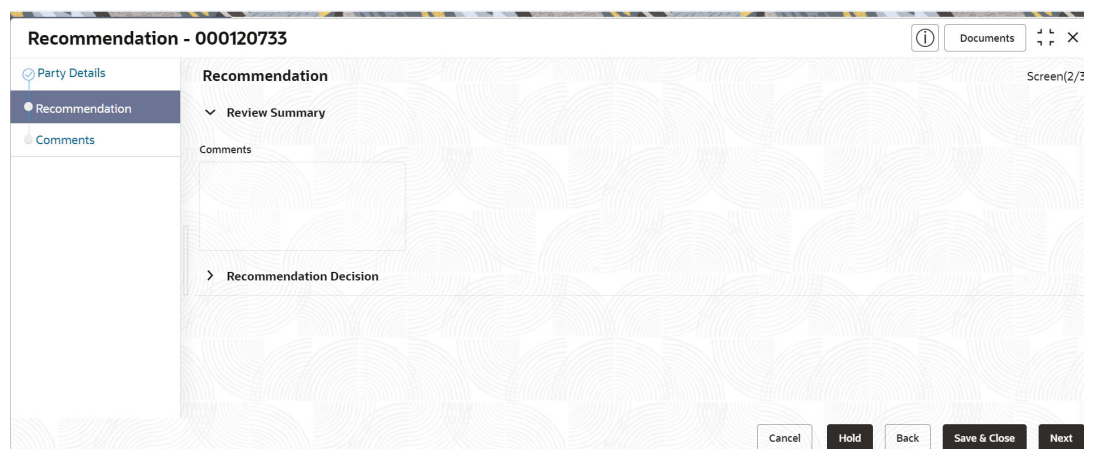 Recommendation - 000120733
Documents
Party Details
Recommendation
Comments
Recommendation
Screen(2/3
Review Summary
Comments
Recommendation Decision
Cancel
Hold
Back
Save & Close
Next